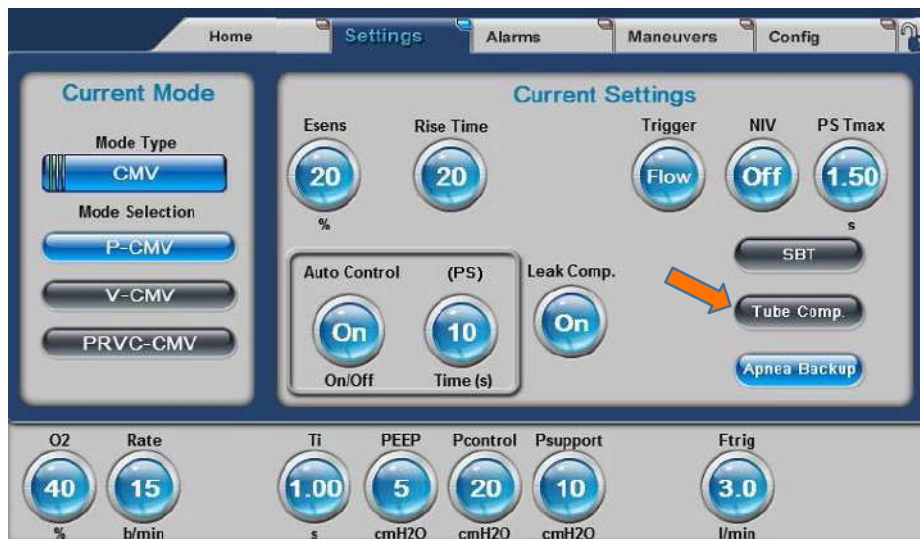 Home
Settings
Alarms
Maneuvers
Config
Current Mode
Mode Type
CMV
Mode Selection
P-CMV
V-CMV
PRVC-CMV
Current Settings
Esens
20
%
Rise Time
20
Trigger
Flow
NIV
Off
PS Tmax
1.50
s
Auto Control
On
On/Off
(PS)
10
Time (s)
Leak Comp.
On
SBT
Tube Comp.
Apnea Backup
O2
40
%
Rate
15
b/min
Ti
1.00
s
PEEP
5
cmH2O
Pcontrol
20
cmH2O
Psupport
10
cmH2O
Ftrig
3.0
l/min